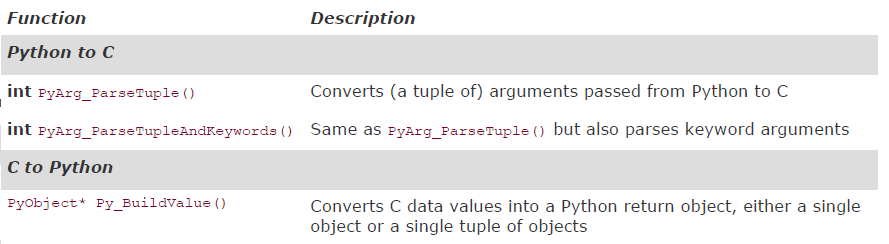 Function Description
Python to C
int PyArg_ParseTuple() Converts (a tuple of) arguments passed from Python to C
int PyArg_ParseTupleAndKeywords() Same as PyArg_ParseTuple() but also parses keyword arguments
C to Python
PyObject* Py_BuildValue() Converts C data values into a Python return object, either a single
object or a single tuple of objects